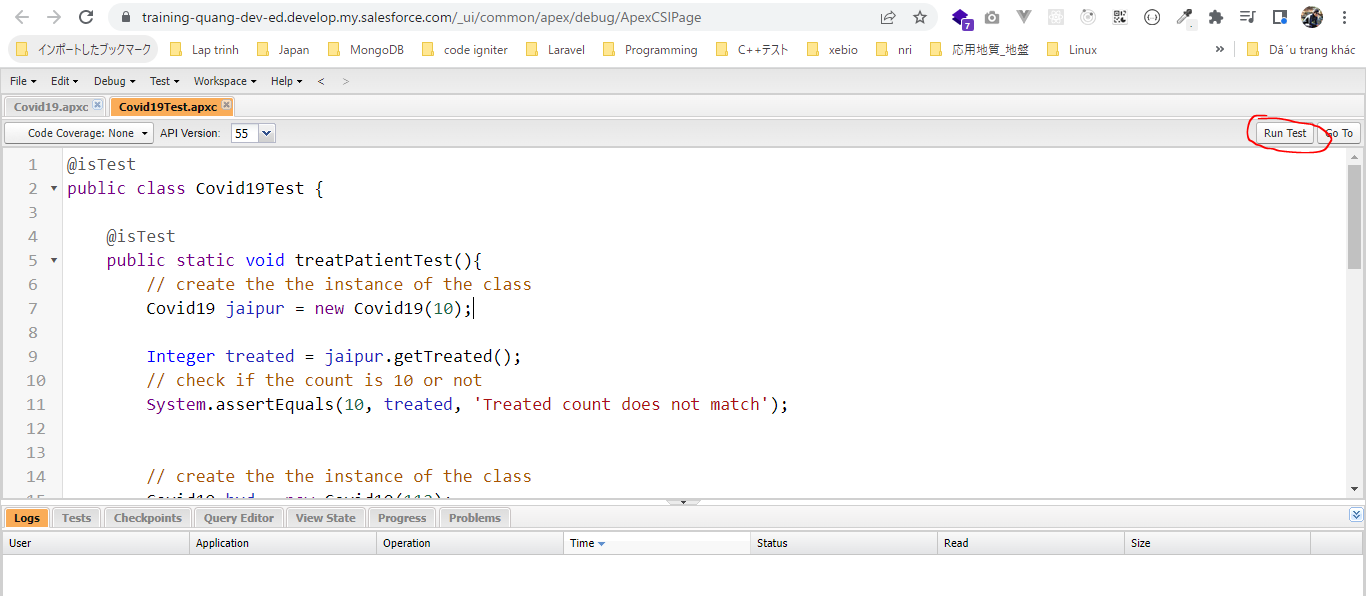 training-quang-dev-ed.develop.my.salesforce.com/_ui/common/apex/debug/ApexCSIPage
7
インポートしたブックマーク Lap trinh Japan MongoDB code igniter Laravel Programming C++テスト xebio nri 応用地質_地盤 Linux » Dấu trang khác
File Edit Debug Test Workspace Help < >
Covid19.apxc Covid19Test.apxc
Code Coverage: None API Version: 55 Run Test Go To
1 @isTest
2 public class Covid19Test {
3
4 @isTest
5 public static void treatPatientTest(){
6 // create the the instance of the class
7 Covid19 jaipur = new Covid19(10);
8
9 Integer treated = jaipur.getTreated();
10 // check if the count is 10 or not
11 System.assertEquals(10, treated, 'Treated count does not match');
12
13
14 // create the the instance of the class
Logs Tests Checkpoints Query Editor View State Progress Problems
User Application Operation Time Status Read Size